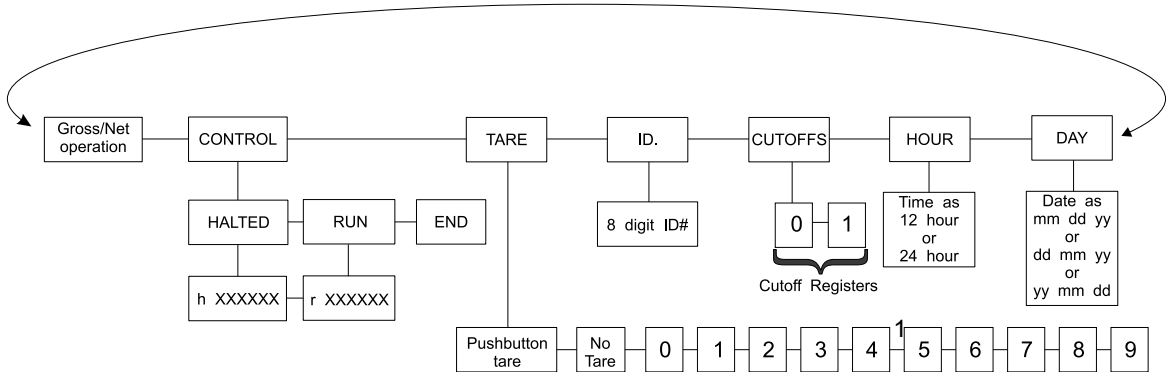 Gross/Net
operation
CONTROL
TARE
ID.
CUTOFFS
HOUR
DAY
HALTED
RUN
END
8 digit ID#
0
1
Cutoff Registers
Time as
12 hour
or
24 hour
Date as
mm dd yy
or
dd mm yy
or
yy mm dd
h XXXXXX
r XXXXXX
1
Pushbutton
tare
No
Tare
0
1
2
3
4
5
6
7
8
9